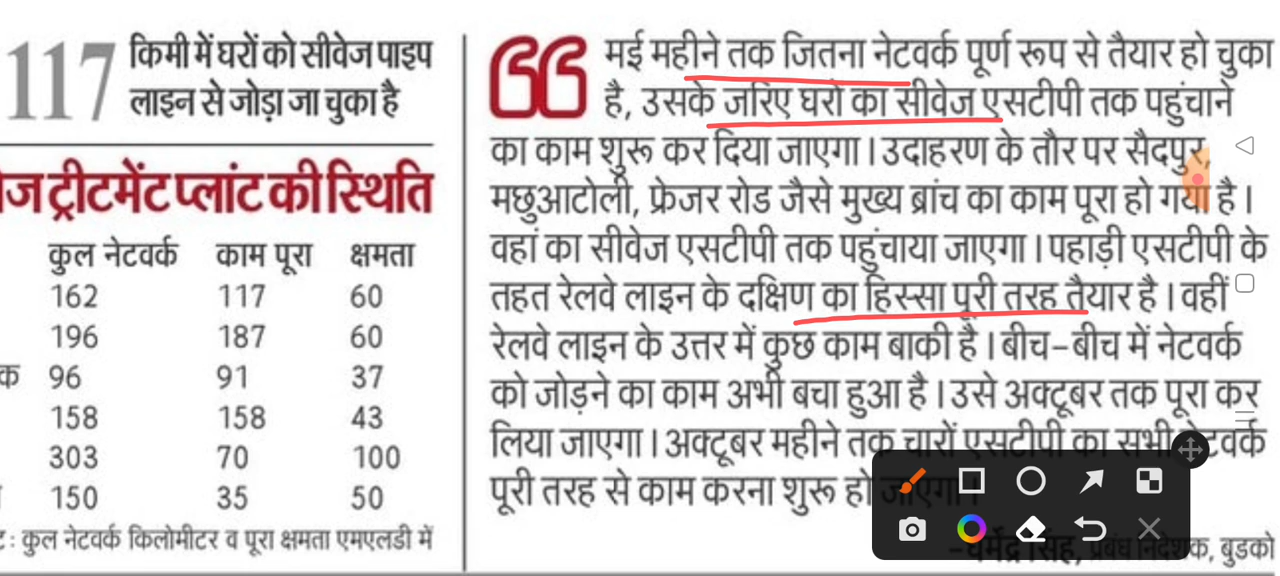 117 किमी में घरों को सीवेज पाइप
लाइन से जोड़ा जा चुका है
ट्रीटमेंट प्लांट की स्थिति
कुल नेटवर्क काम पूरा क्षमता
162 117 60
196 187 60
96 91 37
158 158 43
303 70 100
150 35 50
: कुल नेटवर्क किलोमीटर व पूरा क्षमता एमएलडी में
मई महीने तक जितना नेटवर्क पूर्ण रूप से तैयार हो चुका
है, उसके जरिए घरों का सीवेज एसटीपी तक पहुंचाने
का काम शुरू कर दिया जाएगा। उदाहरण के तौर पर सैदपुर,
मछुआटोली, फ्रेजर रोड जैसे मुख्य ब्रांच का काम पूरा हो गया है।
वहां का सीवेज एसटीपी तक पहुंचाया जाएगा। पहाड़ी एसटीपी के
तहत रेलवे लाइन के दक्षिण का हिस्सा पूरी तरह तैयार है। वहीं
रेलवे लाइन के उत्तर में कुछ काम बाकी है। बीच-बीच में नेटवर्क
को जोड़ने का काम अभी बचा हुआ है। उसे अक्टूबर तक पूरा कर
लिया जाएगा। अक्टूबर महीने तक चारों एसटीपी का सभी नेटवर्क
पूरी तरह से काम करना शुरू हो जाएगा।
-धर्मेंद्र सिंह, प्रबंध निदेशक, बुडको